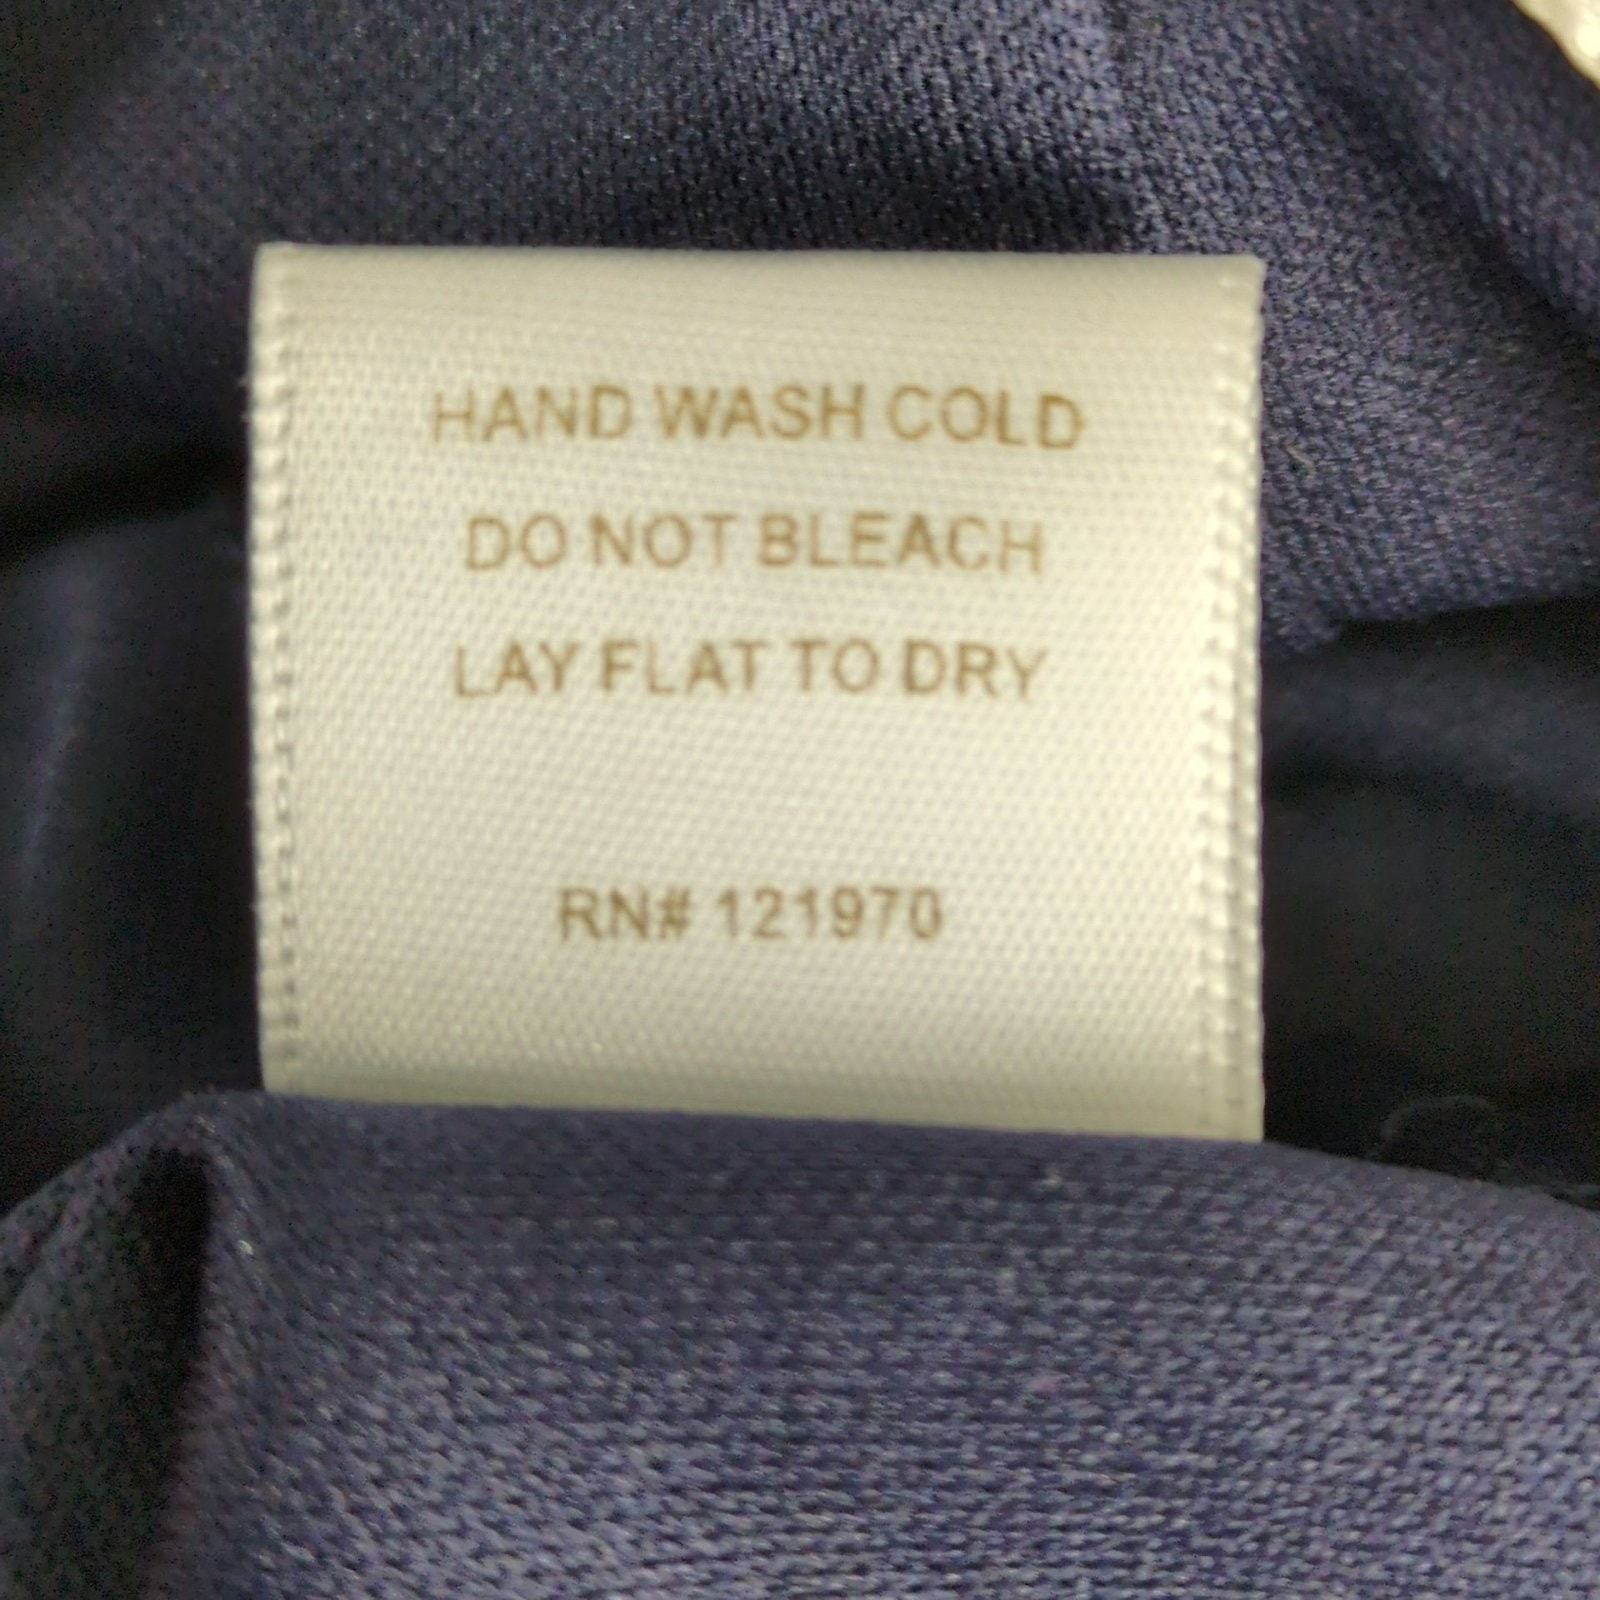 HAND WASH COLD
DO NOT BLEACH
LAY FLAT TO DRY
RN# 121970